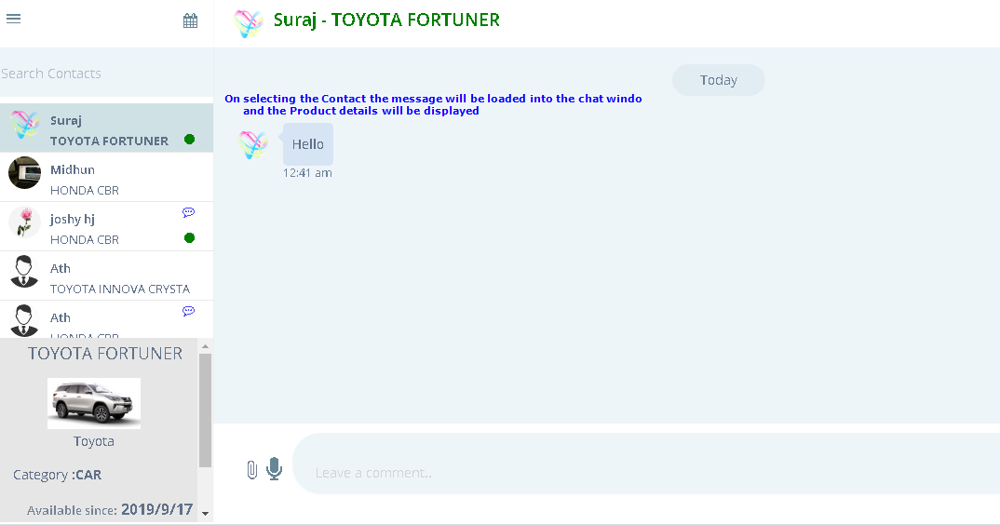 Suraj - TOYOTA FORTUNER
Search Contacts
Suraj
TOYOTA FORTUNER
Midhun
HONDA CBR
joshy hj
HONDA CBR
Ath
TOYOTA INNOVA CRYSTA
Ath
HONDA CBR
TOYOTA FORTUNER
Toyota
Category :CAR
Available since: 2019/9/17
Today
On selecting the Contact the message will be loaded into the chat windo
and the Product details will be displayed
Hello
12:41 am
Leave a comment..